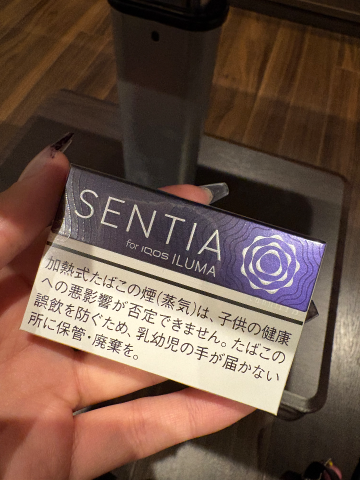 SENTIA
for IQOS ILUMA
加熱式たばこの煙(蒸気)は、子供の健康
への悪影響が否定できません。たばこの
誤飲を防ぐため、乳幼児の手が届かない
所に保管・廃棄を。